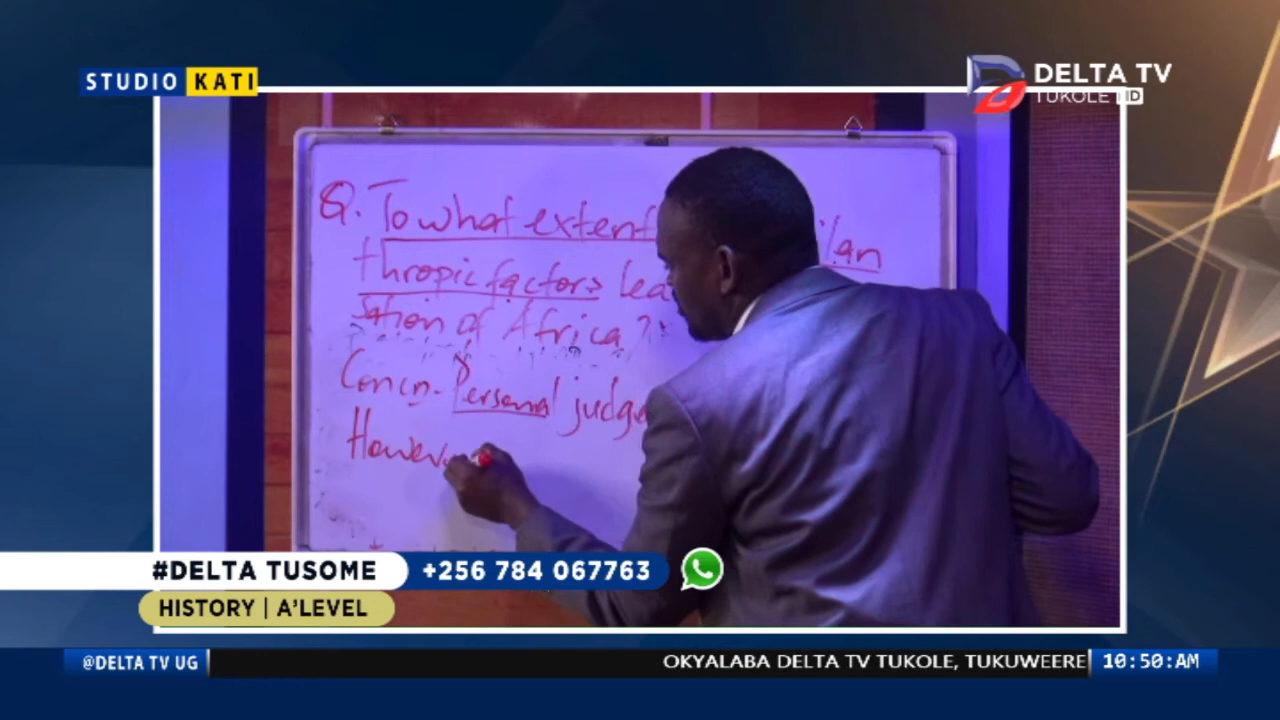 STUDIO KATI
DELTA TV
TUKOLE HD
Q. To what extent ilan
thropic factors lea
sation of Africa?
Concn. Personal judge
Howev
#DELTA TUSOME +256 784 067763
HISTORY | A'LEVEL
@DELTA TV UG OKYALABA DELTA TV TUKOLE, TUKUWEERE 10:50:AM